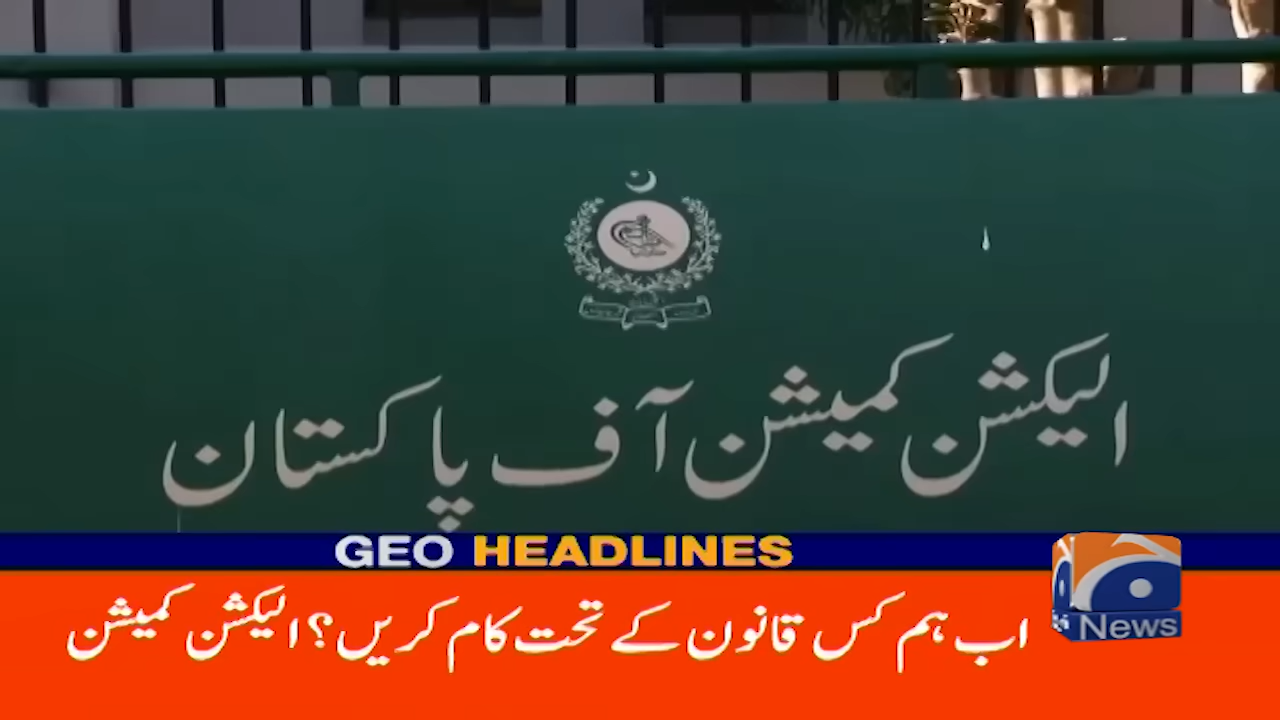 الیکشن کمیشن آف پاکستان
GEO HEADLINES
اب ہم کس قانون کے تحت کام کریں؟ الیکشن کمیشن
News